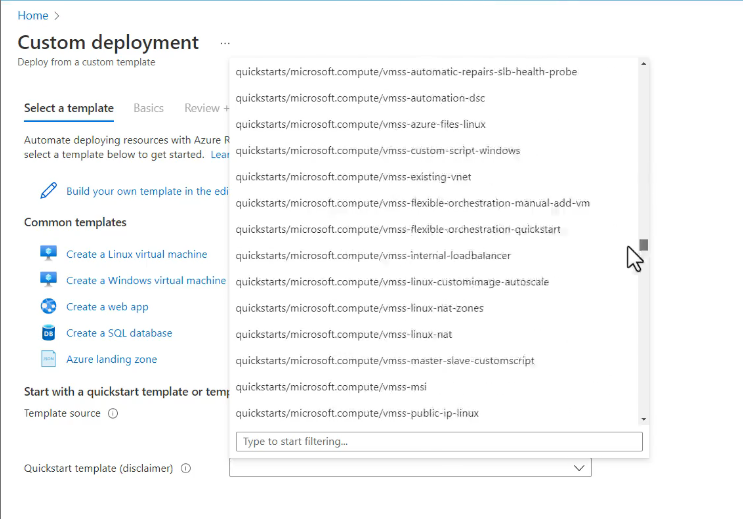 Home >
Custom deployment ...
Deploy from a custom template
Select a template Basics Review +
Automate deploying resources with Azure R
select a template below to get started. Lear
Build your own template in the edi
Common templates
Create a Linux virtual machine
Create a Windows virtual machine
Create a web app
DB Create a SQL database
Azure landing zone
Start with a quickstart template or temp
Template source
Quickstart template (disclaimer)
quickstarts/microsoft.compute/vmss-automatic-repairs-slb-health-probe
quickstarts/microsoft.compute/vmss-automation-dsc
quickstarts/microsoft.compute/vmss-azure-files-linux
quickstarts/microsoft.compute/vmss-custom-script-windows
quickstarts/microsoft.compute/vmss-existing-vnet
quickstarts/microsoft.compute/vmss-flexible-orchestration-manual-add-vm
quickstarts/microsoft.compute/vmss-flexible-orchestration-quickstart
quickstarts/microsoft.compute/vmss-internal-loadbalancer
quickstarts/microsoft.compute/vmss-linux-customimage-autoscale
quickstarts/microsoft.compute/vmss-linux-nat-zones
quickstarts/microsoft.compute/vmss-linux-nat
quickstarts/microsoft.compute/vmss-master-slave-customscript
quickstarts/microsoft.compute/vmss-msi
quickstarts/microsoft.compute/vmss-public-ip-linux
Type to start filtering...